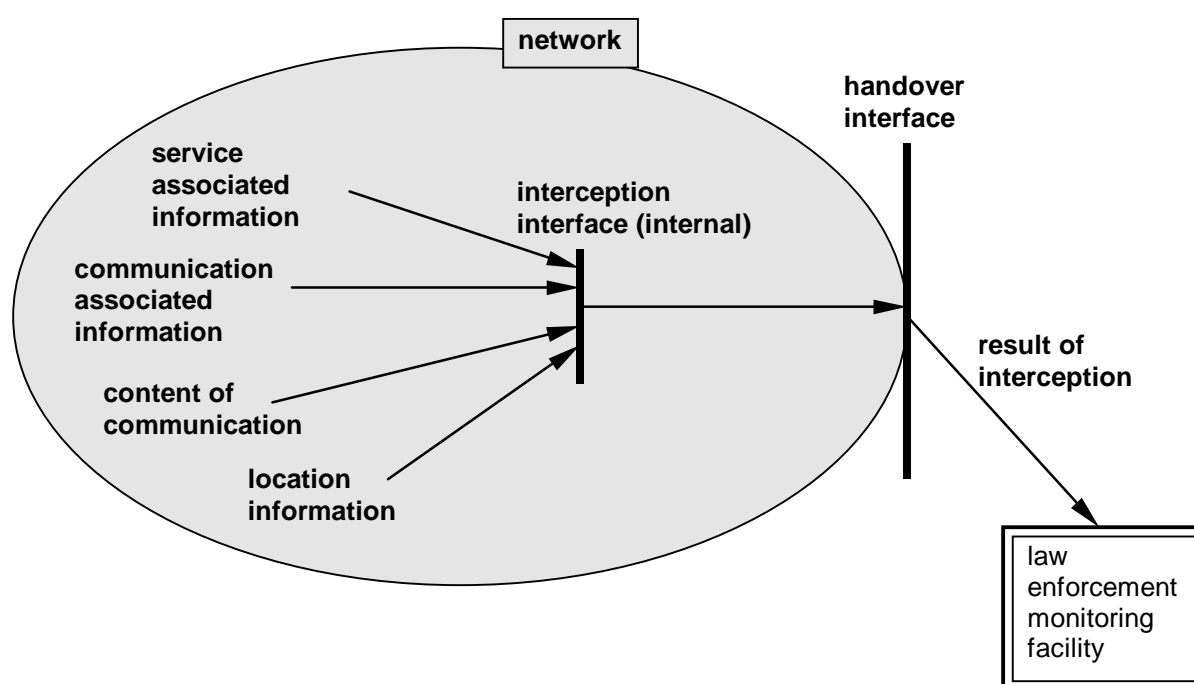 network
handover
interface
service
associated
information
interception
interface (internal)
communication
associated
information
result of
interception
content of
communication
location
information
law
enforcement
monitoring
facility